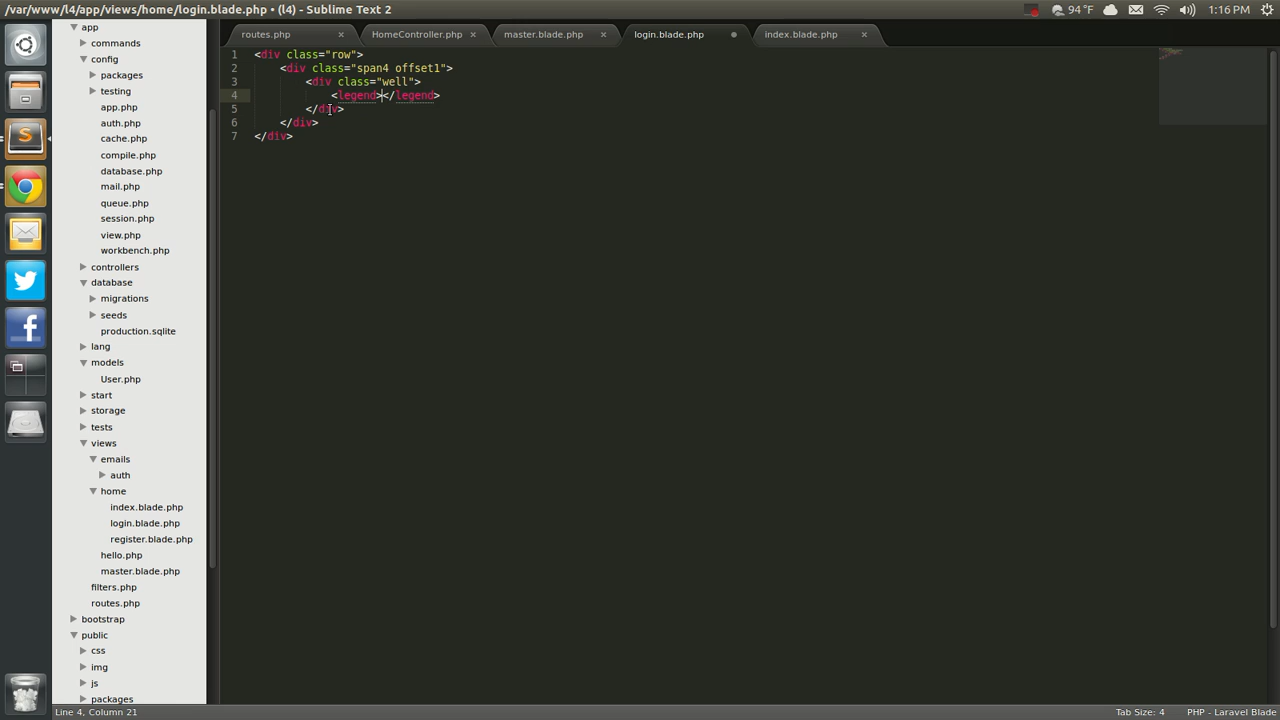 /var/www/l4/app/views/home/login.blade.php • (l4) - Sublime Text 2
94 °F
1:16 PM
app
commands
config
packages
testing
app.php
auth.php
cache.php
compile.php
database.php
mail.php
queue.php
session.php
view.php
workbench.php
controllers
database
migrations
seeds
production.sqlite
lang
models
User.php
start
storage
tests
views
emails
auth
home
index.blade.php
login.blade.php
register.blade.php
hello.php
master.blade.php
filters.php
routes.php
bootstrap
public
css
img
js
packages
routes.php
HomeController.php
master.blade.php
login.blade.php
index.blade.php
1 <div class="row">
2 <div class="span4 offset1">
3 <div class="well">
4 <legend></legend>
5 </div>
6 </div>
7 </div>
Line 4, Column 21
Tab Size: 4
PHP - Laravel Blade